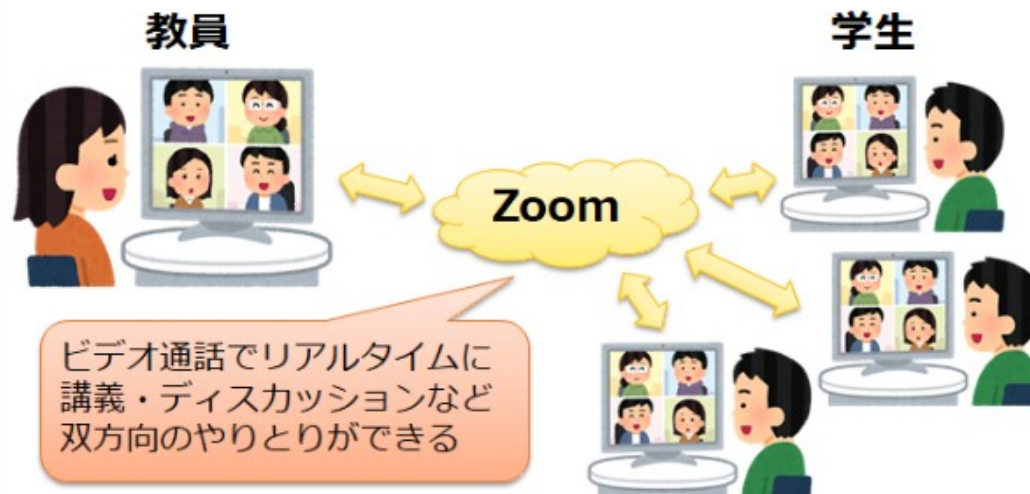 教員
学生
Zoom
ビデオ通話でリアルタイムに
講義・ディスカッションなど
双方向のやりとりができる